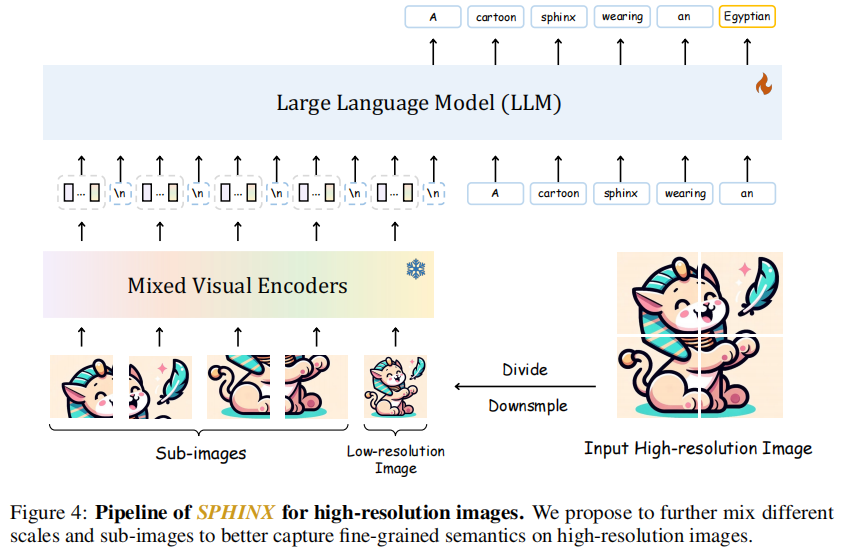 A cartoon sphinx wearing an Egyptian
Large Language Model (LLM)
... \n ... \n ... \n ... \n ... \n A cartoon sphinx wearing an
Mixed Visual Encoders
Divide
Downsmple
Sub-images
Low-resolution
Image
Input High-resolution Image
Figure 4: Pipeline of SPHINX for high-resolution images. We propose to further mix different
scales and sub-images to better capture fine-grained semantics on high-resolution images.